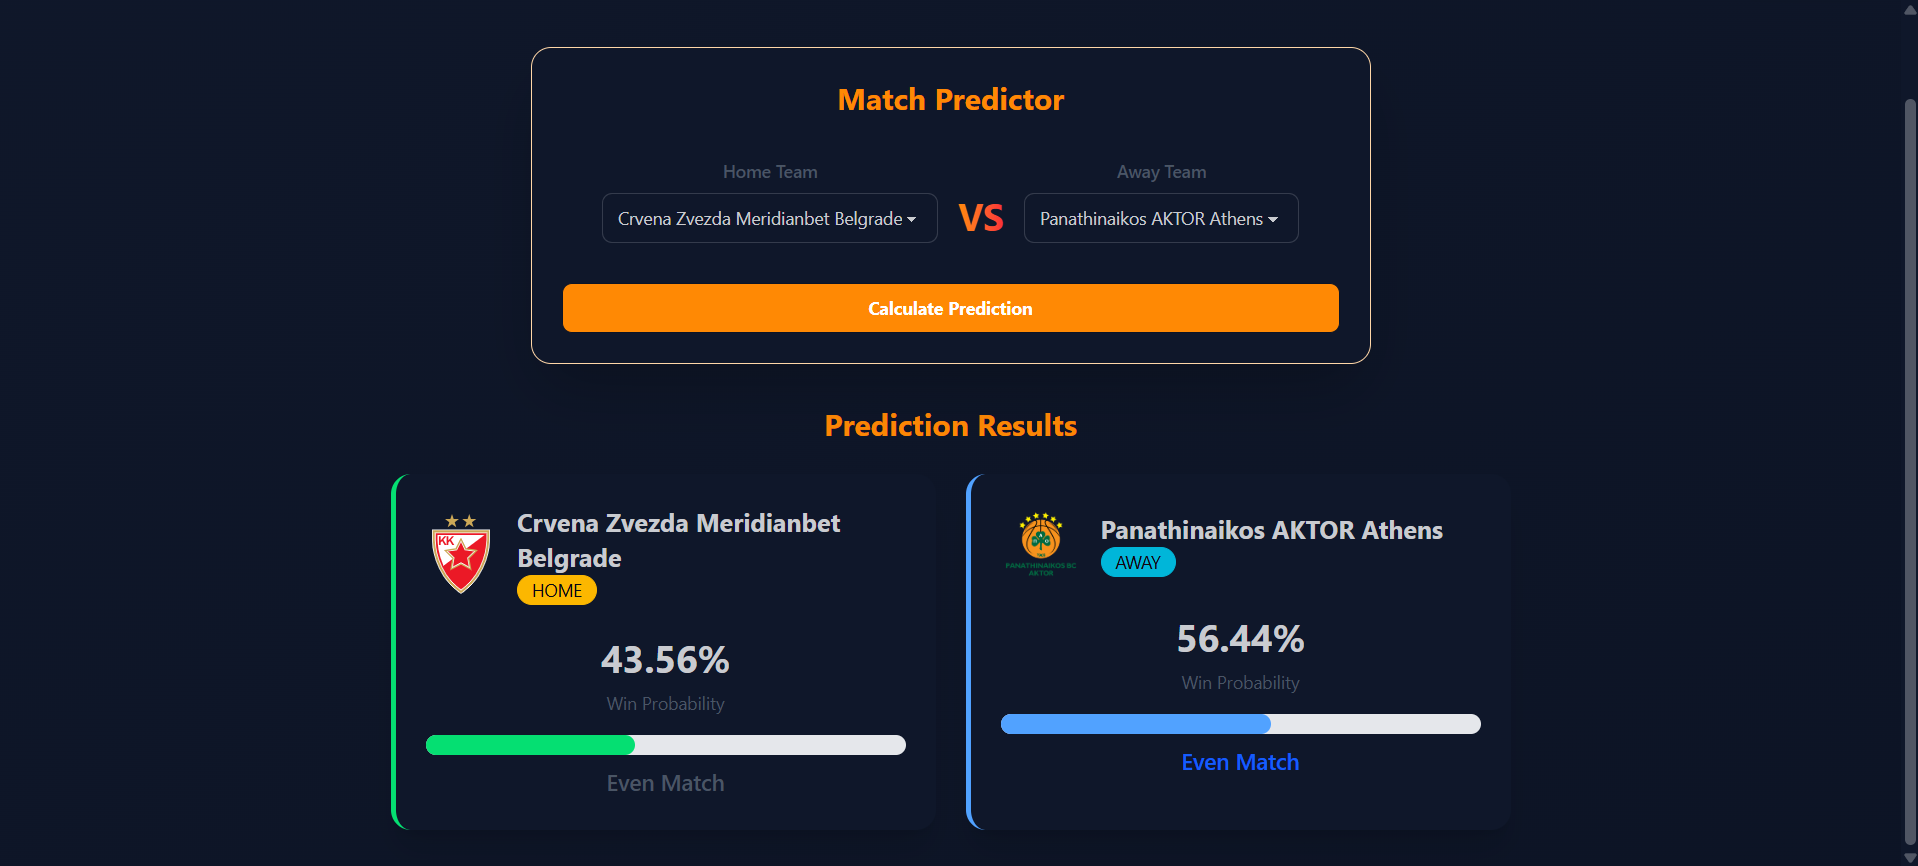 Match Predictor
Home Team
Away Team
Crvena Zvezda Meridianbet Belgrade
VS
Panathinaikos AKTOR Athens
Calculate Prediction
Prediction Results
KK
Crvena Zvezda Meridianbet
Belgrade
HOME
43.56%
Win Probability
Even Match
PANATHINAIKOS BC
AKTOR
Panathinaikos AKTOR Athens
AWAY
56.44%
Win Probability
Even Match